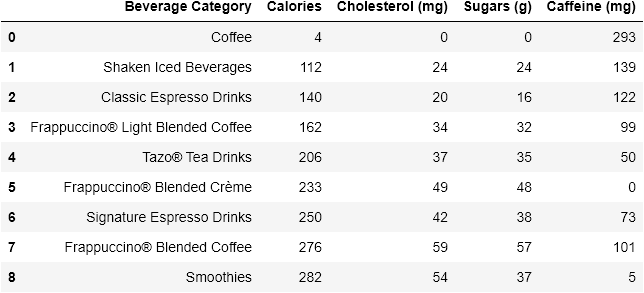 Beverage Category Calories Cholesterol (mg) Sugars (g) Caffeine (mg)
0 Coffee 4 0 0 293
1 Shaken Iced Beverages 112 24 24 139
2 Classic Espresso Drinks 140 20 16 122
3 Frappuccino® Light Blended Coffee 162 34 32 99
4 Tazo® Tea Drinks 206 37 35 50
5 Frappuccino® Blended Crème 233 49 48 0
6 Signature Espresso Drinks 250 42 38 73
7 Frappuccino® Blended Coffee 276 59 57 101
8 Smoothies 282 54 37 5